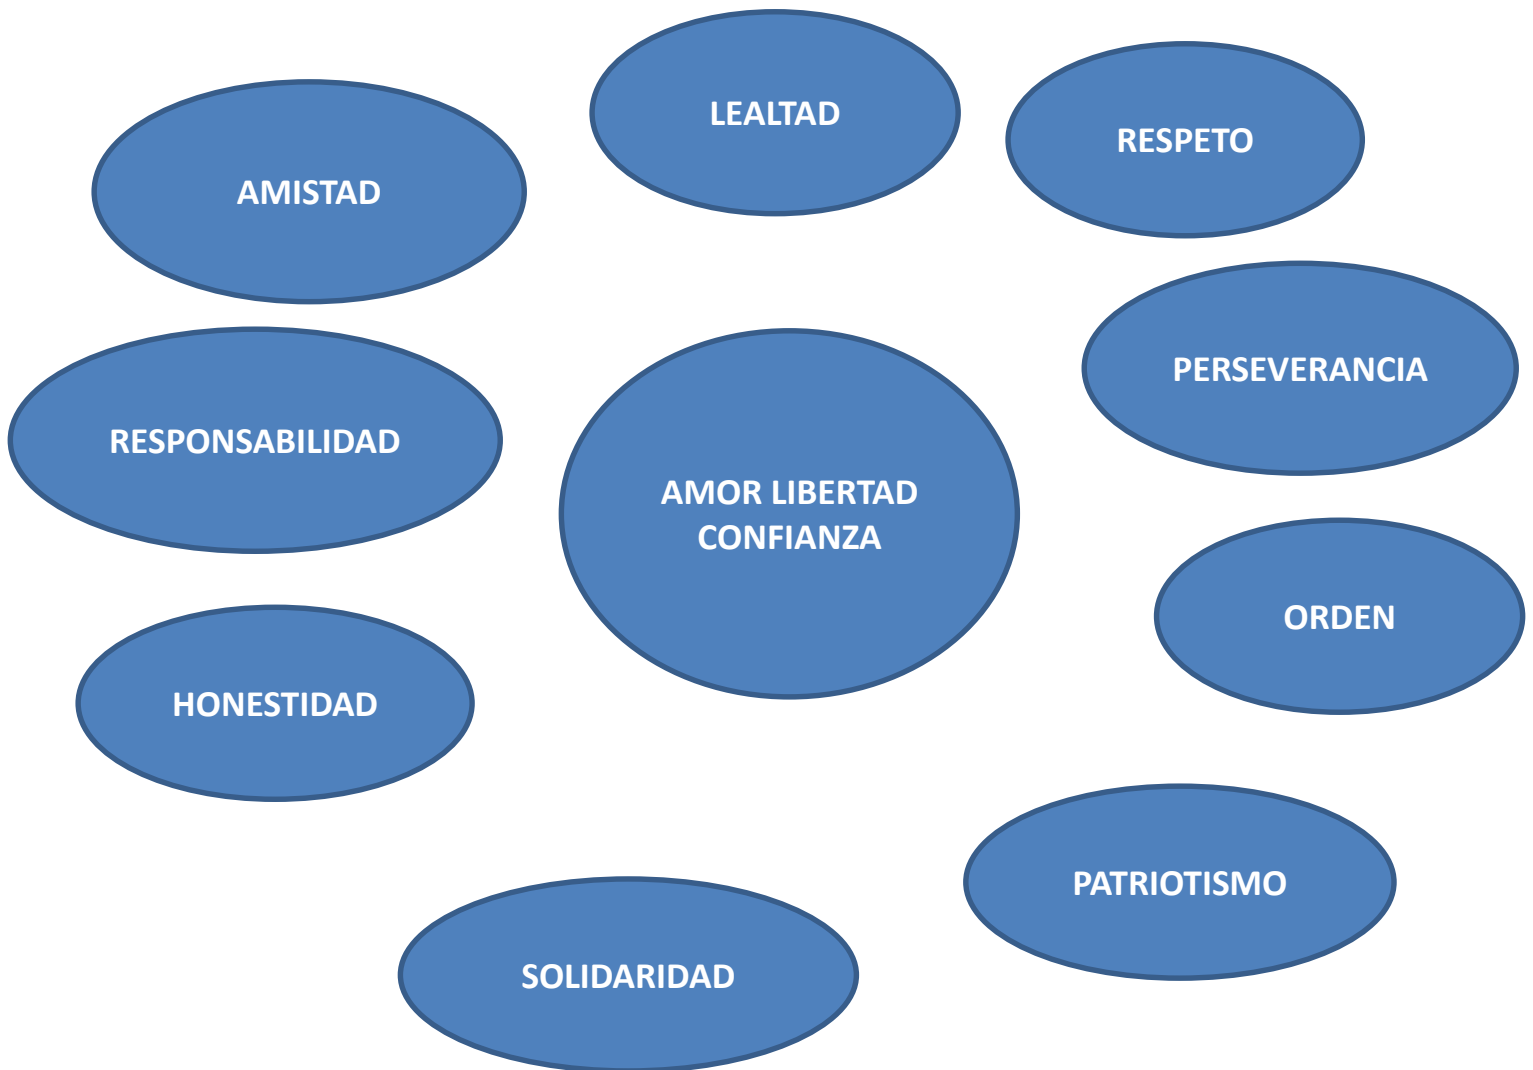 LEALTAD
RESPETO
AMISTAD
PERSEVERANCIA
RESPONSABILIDAD
AMOR LIBERTAD
CONFIANZA
ORDEN
HONESTIDAD
PATRIOTISMO
SOLIDARIDAD